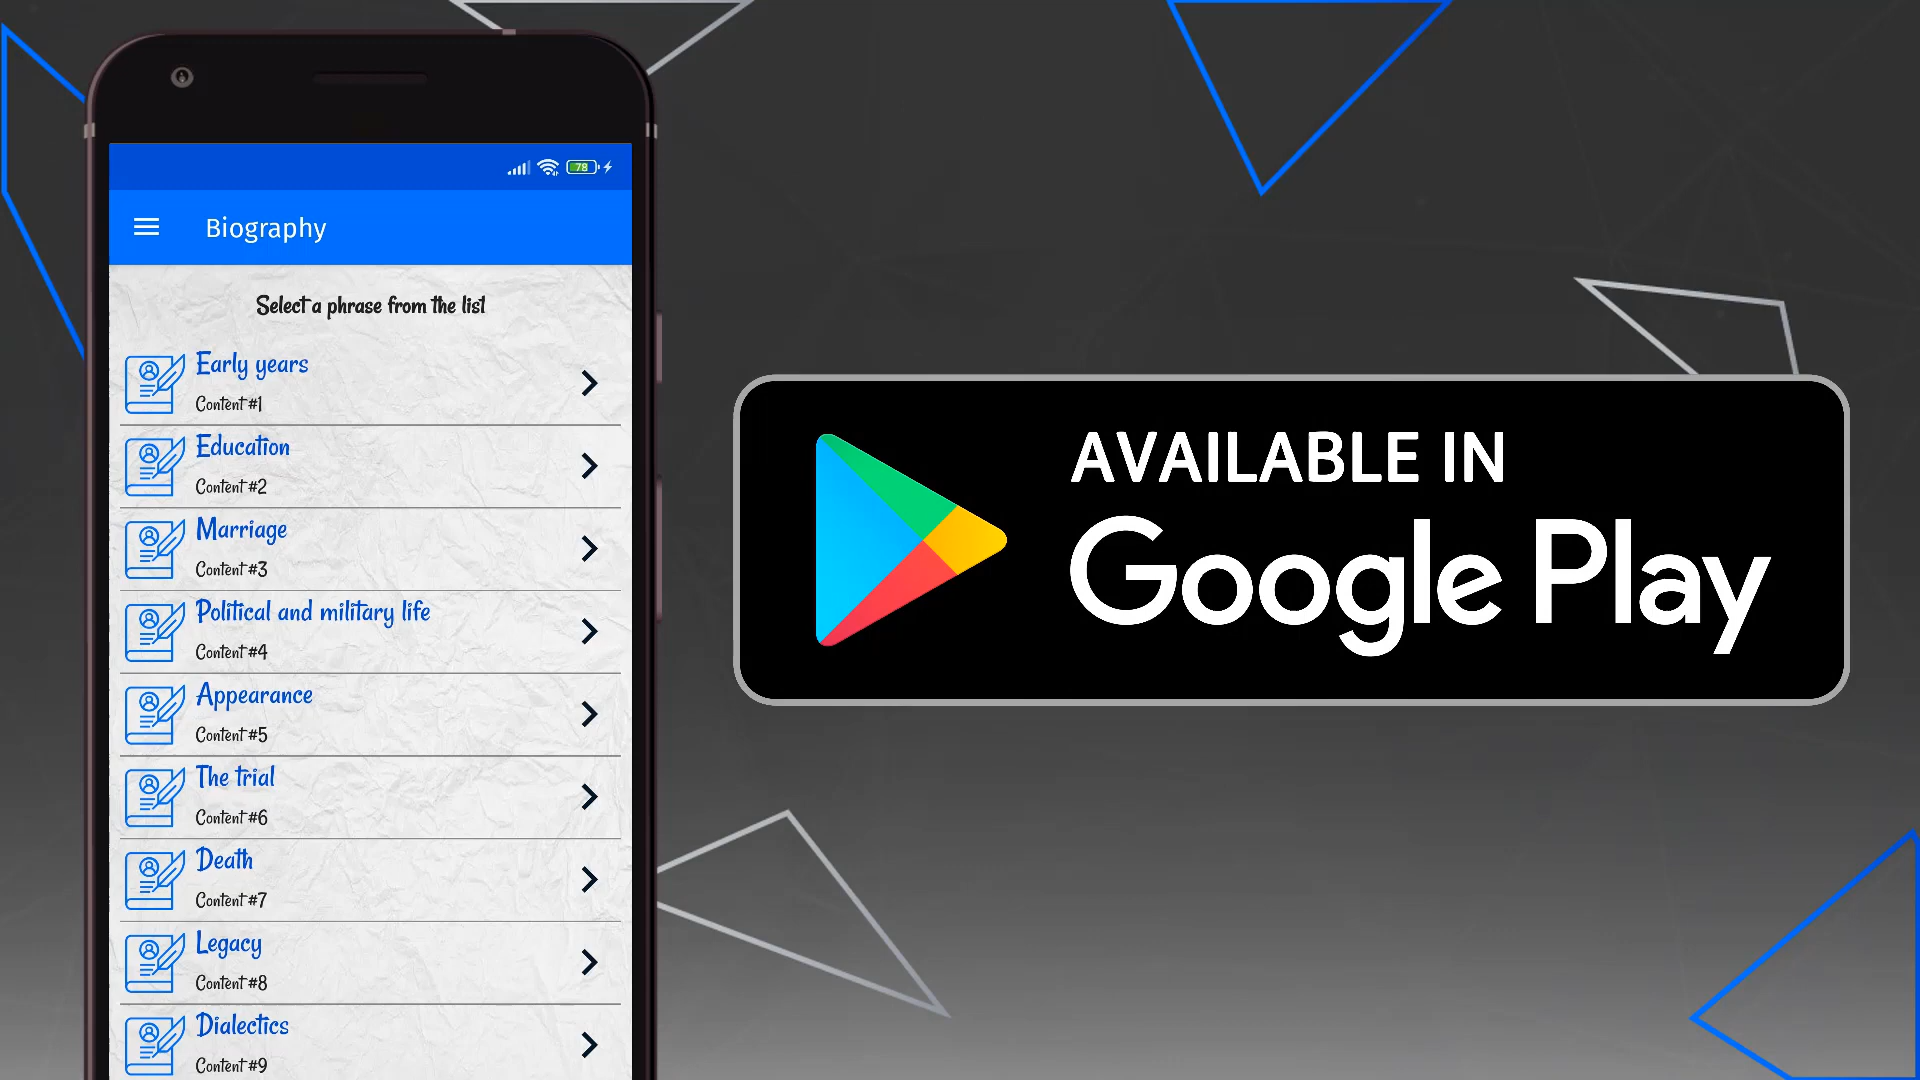 78
Biography
Select a phrase from the list
Early years
Content #1
Education
Content #2
Marriage
Content #3
Political and military life
Content #4
Appearance
Content #5
The trial
Content #6
Death
Content #7
Legacy
Content #8
Dialectics
Content #9
AVAILABLE IN
Google Play